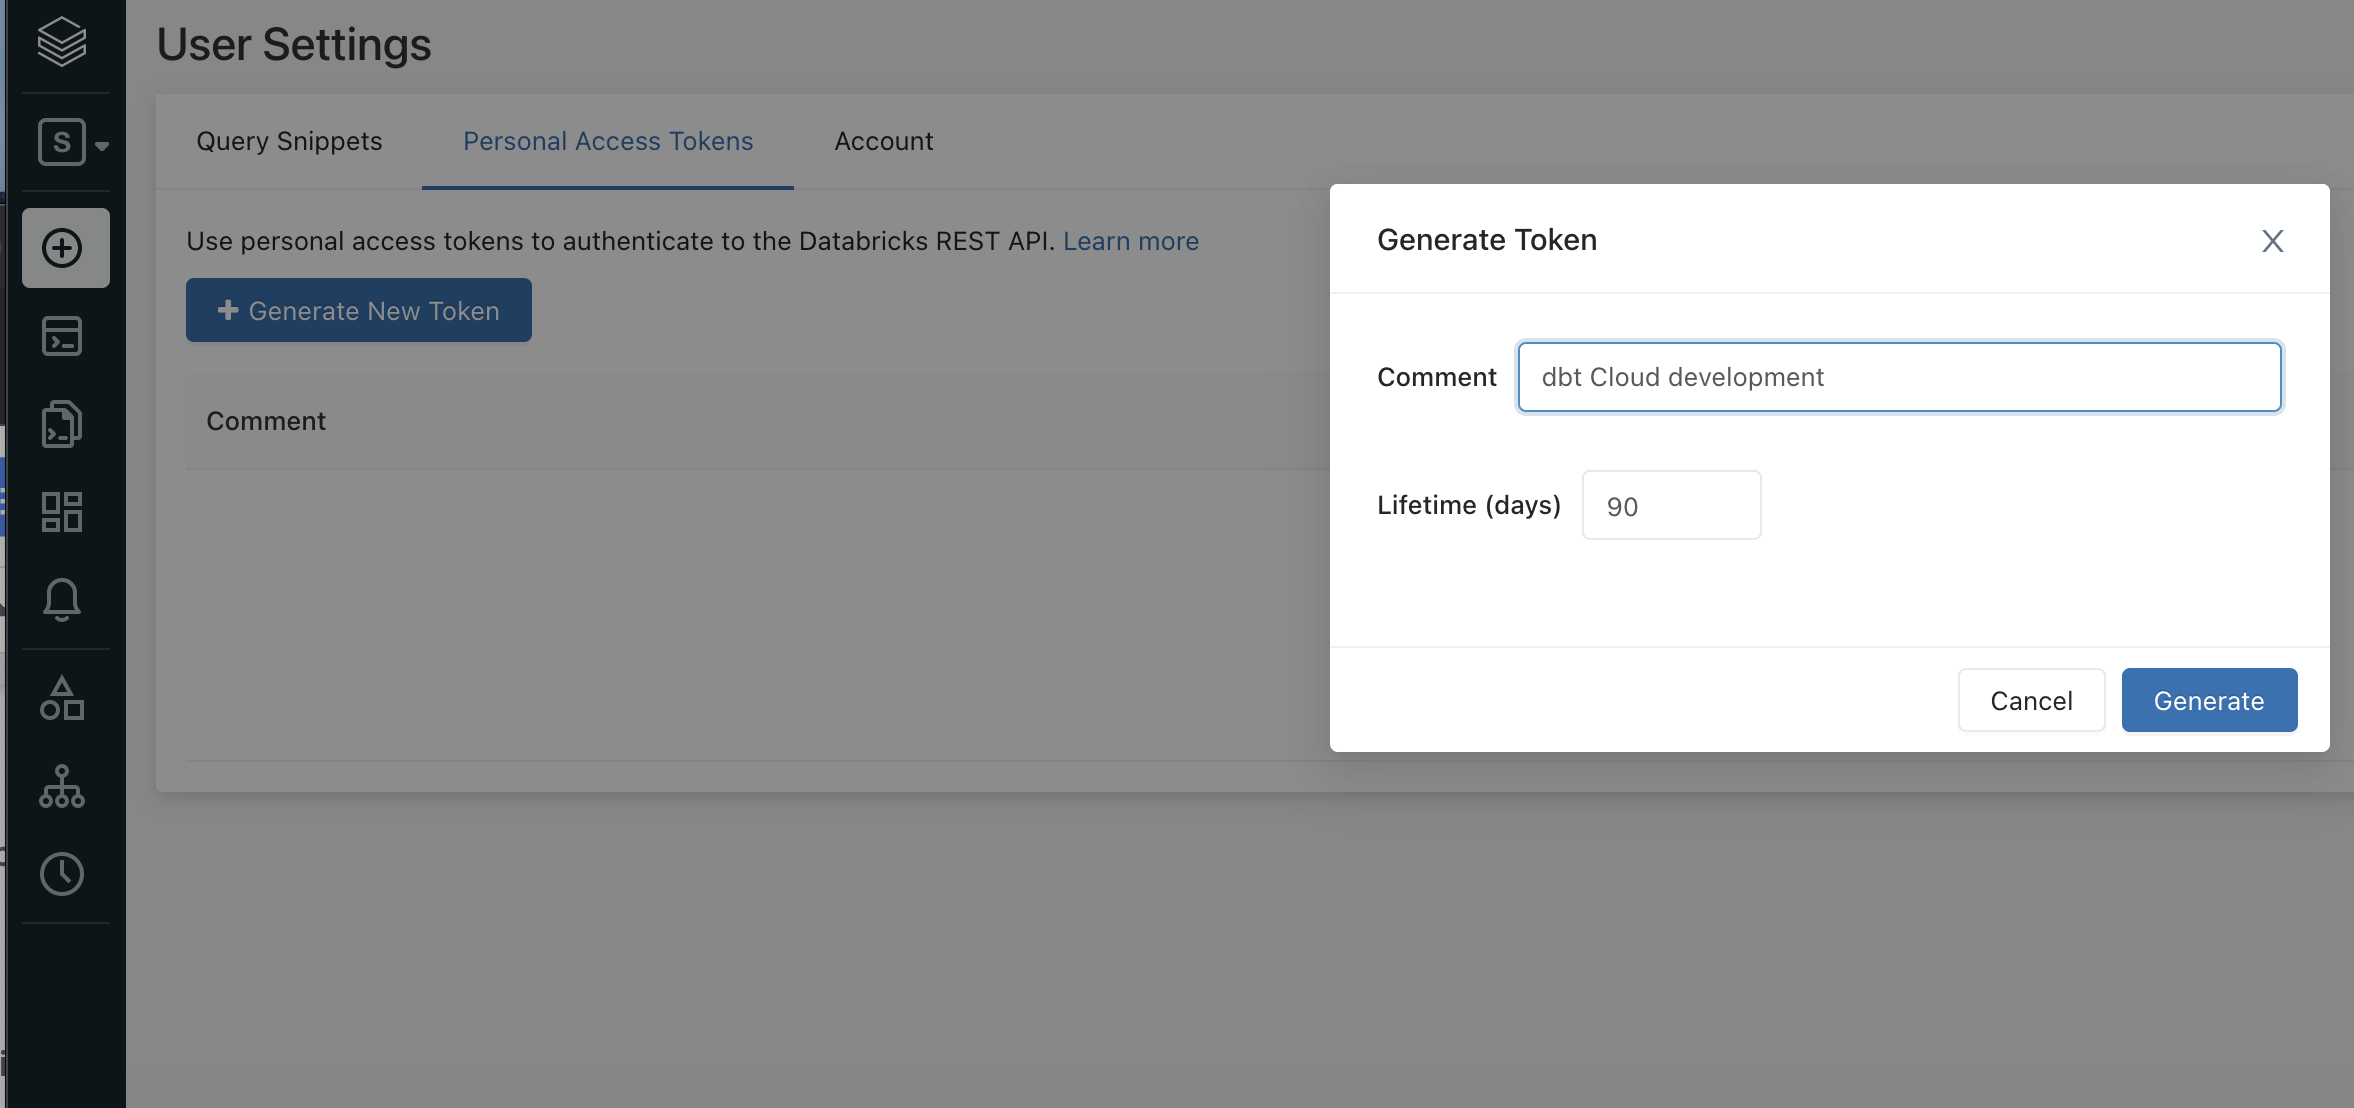 User Settings
S
Query Snippets
Personal Access Tokens
Account
Use personal access tokens to authenticate to the Databricks REST API. Learn more
Generate New Token
Comment
Generate Token
Comment
dbt Cloud development
Lifetime (days)
90
Cancel
Generate